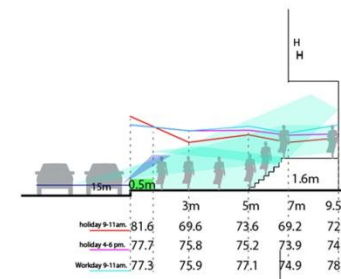 H
H
15m 0.5m 1.6m
3m 5m 7m 9.5
holiday 9-11am. 81.6 69.6 73.6 69.2 72
holiday 4-6 pm. 77.7 75.8 75.2 73.9 74
Workday 9-11am. 77.3 75.9 77.1 74.9 78